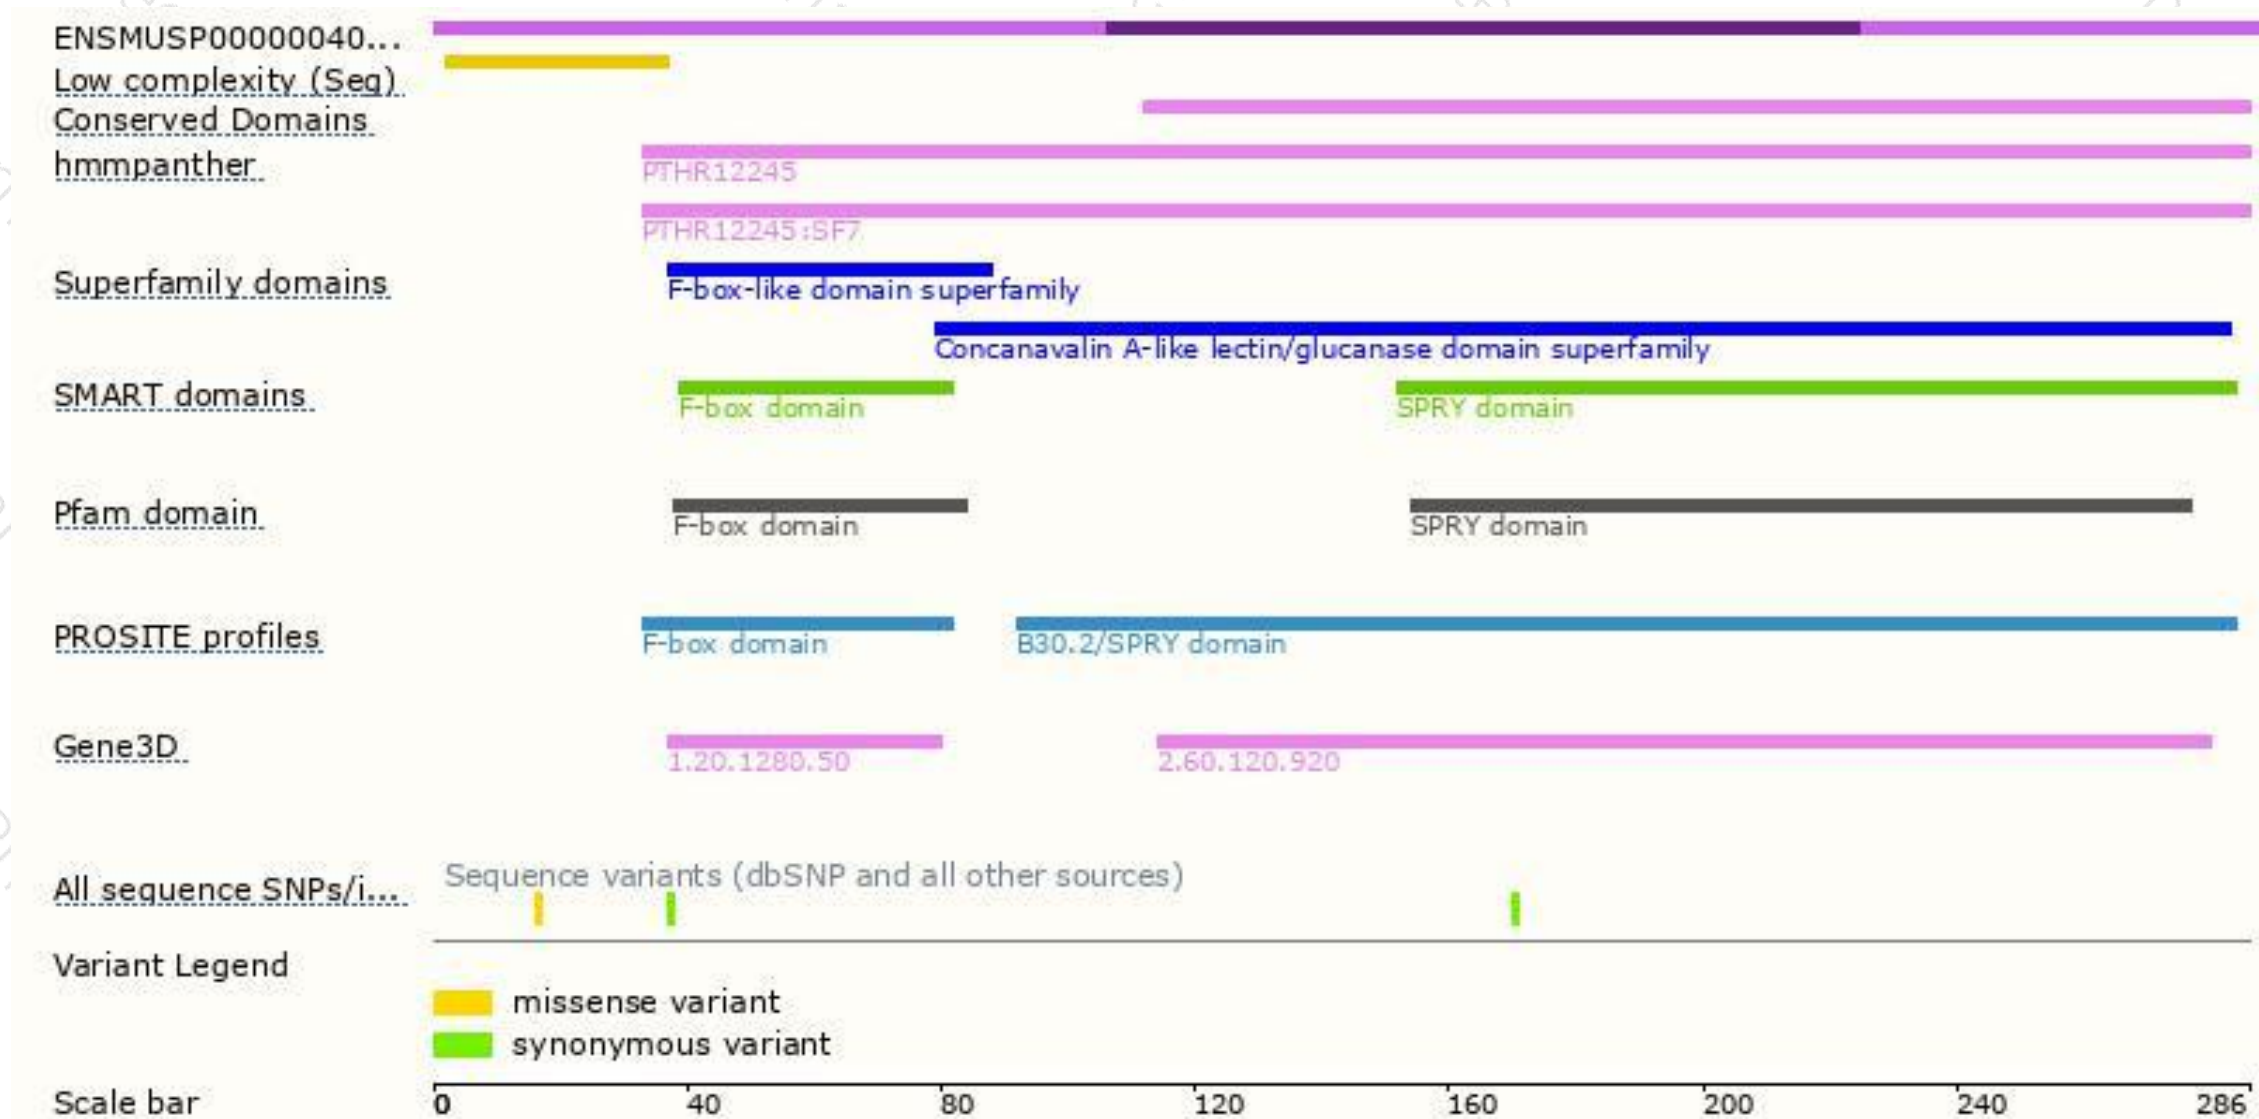 ENSMUSP00000040...
Low complexity (Seg)
Conserved Domains
hmmpanther
PTHR12245
PTHR12245:SF7
Superfamily domains
F-box-like domain superfamily
Concanavalin A-like lectin/glucanase domain superfamily
SMART domains
F-box domain
SPRY domain
Pfam domain
F-box domain
SPRY domain
PROSITE profiles
F-box domain
B30.2/SPRY domain
Gene3D
1.20.1280.50
2.60.120.920
Sequence variants (dbSNP and all other sources)
All sequence SNPs/i...
Variant Legend
missense variant
synonymous variant
Scale bar
0 40 80 120 160 200 240 286